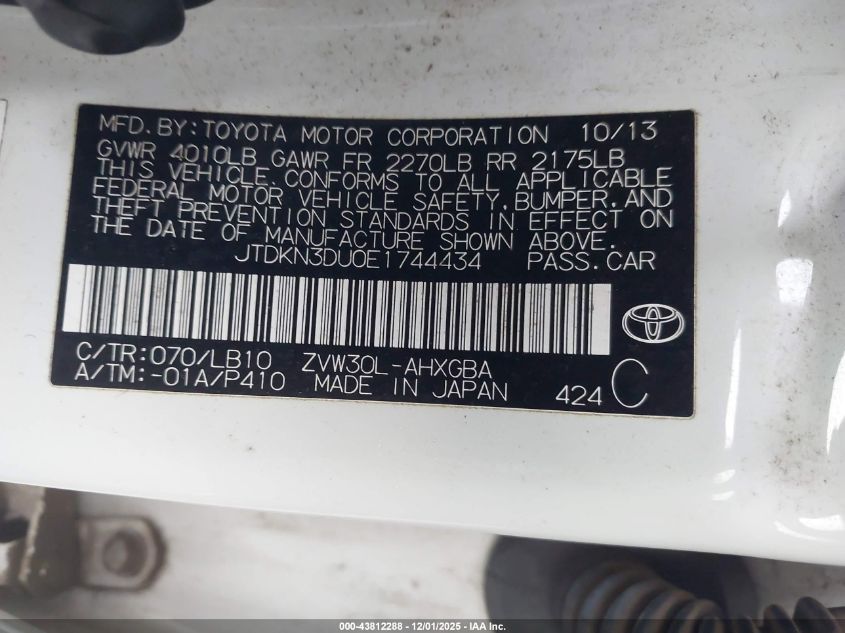 MFD. BY: TOYOTA MOTOR CORPORATION 10/13
GVWR 4010LB GAWR FR 2270LB RR 2175LB
THIS VEHICLE CONFORMS TO ALL APPLICABLE
FEDERAL MOTOR VEHICLE SAFETY, BUMPER, AND
THEFT PREVENTION STANDARDS IN EFFECT ON
THE DATE OF MANUFACTURE SHOWN ABOVE.
JTDKN3DU0E1744434 PASS. CAR
C/TR: 070/LB10 ZVW30L-AHXGBA
A/TM: -01A/P410 MADE IN JAPAN 424 C
000-43812288 - 12/01/2025 - IAA Inc.